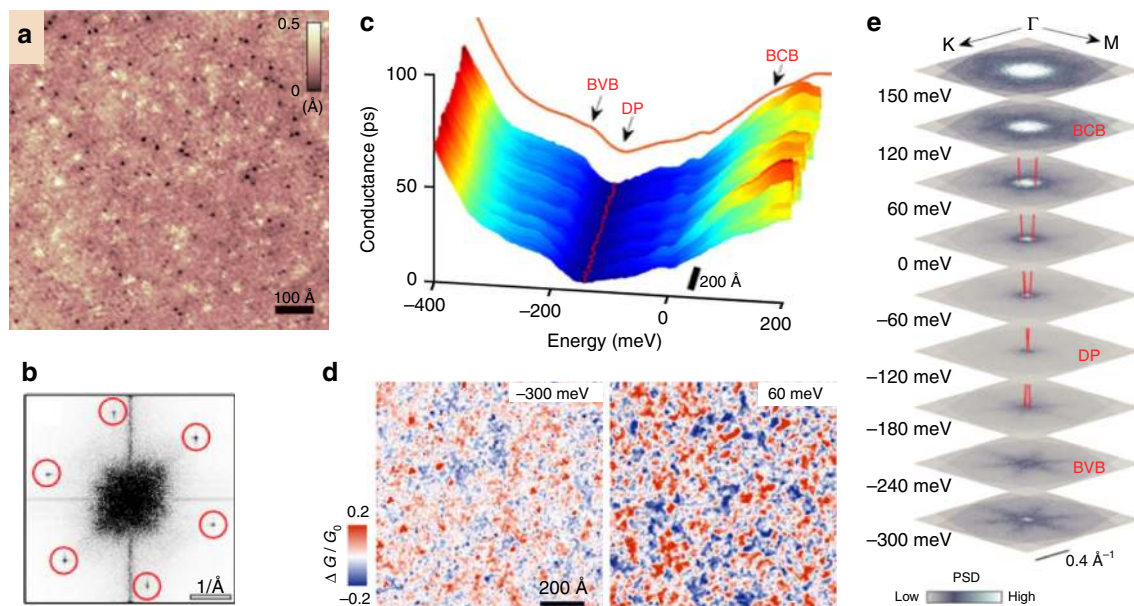 a
0.5
0
(Å)
100 Å
b
1/Å
c
Conductance (ps)
100
50
0
BVB
DP
BCB
200 Å
−400
−200
0
200
Energy (meV)
d
−300 meV
60 meV
Δ G / G₀
0.2
−0.2
200 Å
e
K
Γ
M
150 meV
BCB
120 meV
60 meV
0 meV
−60 meV
DP
−120 meV
−180 meV
BVB
−240 meV
−300 meV
0.4 Å⁻¹
PSD
Low
High